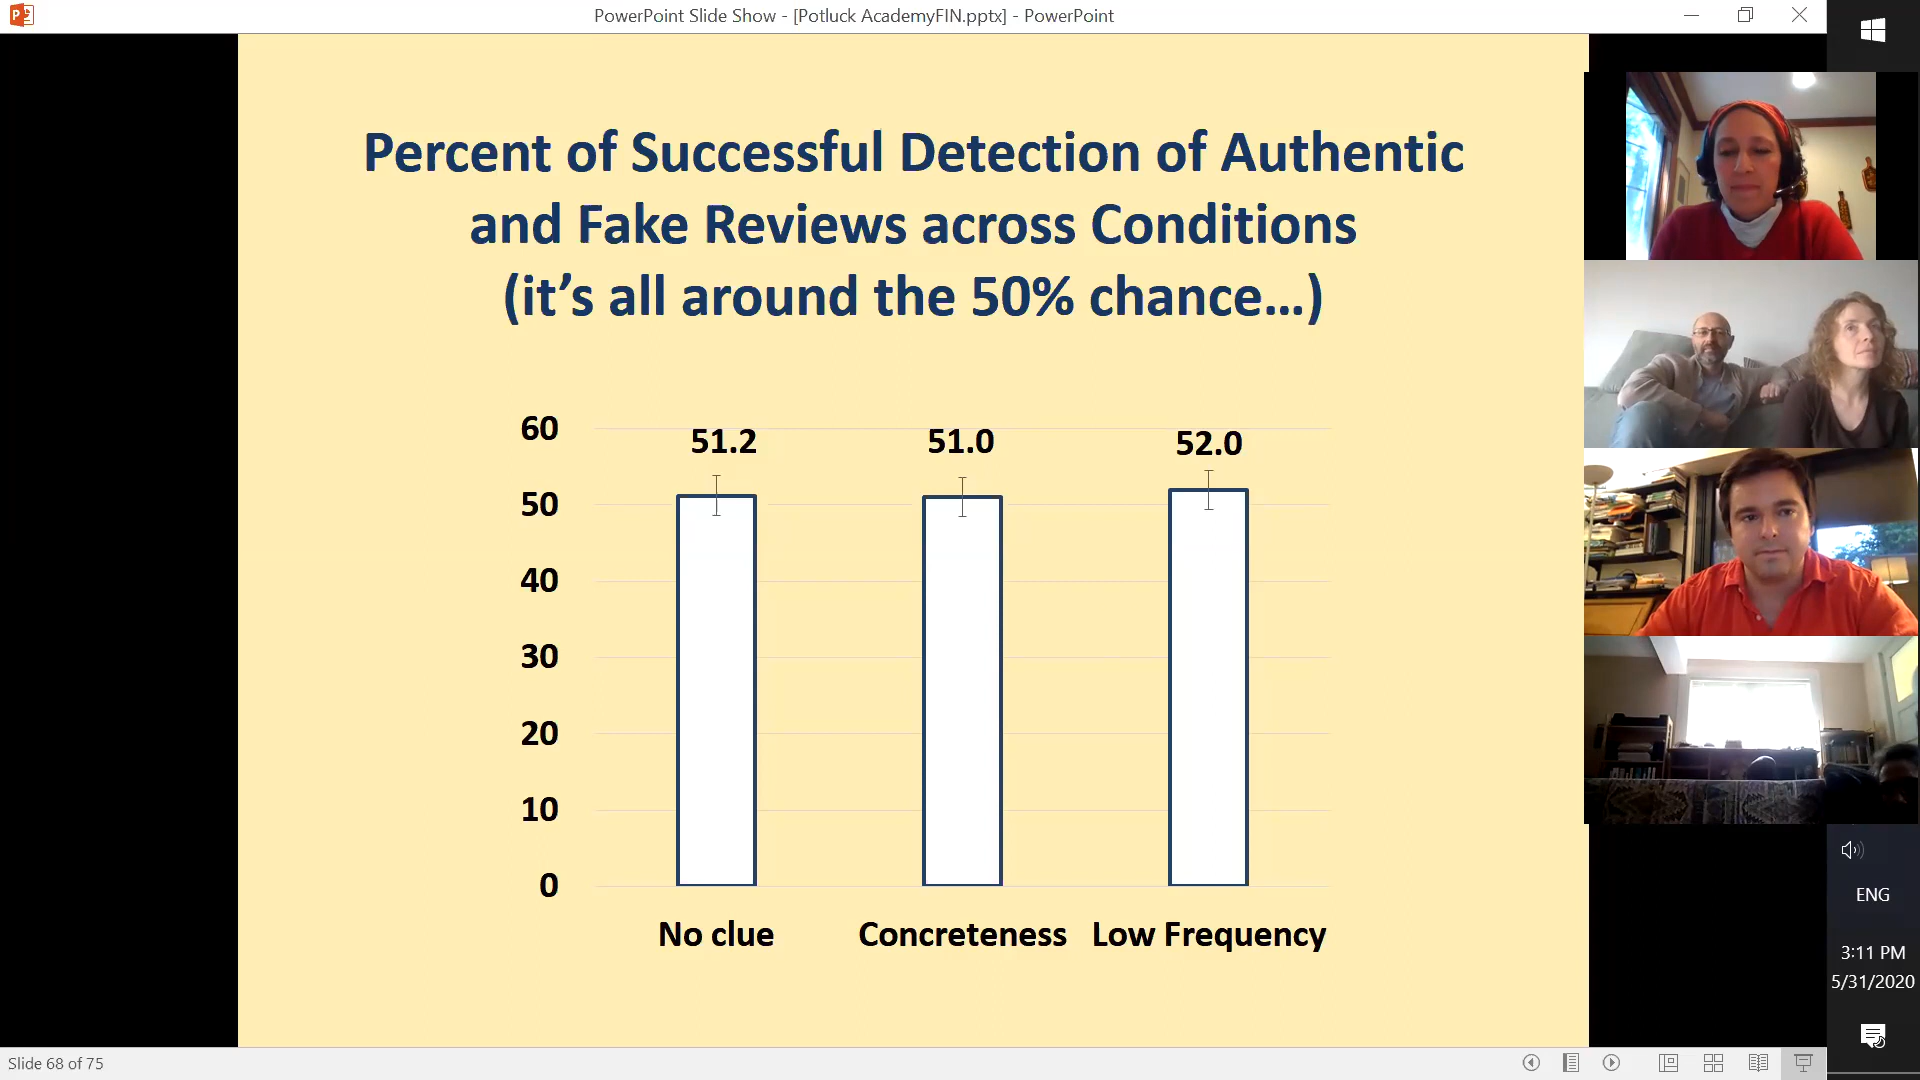 PowerPoint Slide Show - [Potluck AcademyFIN.pptx] - PowerPoint
Percent of Successful Detection of Authentic
and Fake Reviews across Conditions
(it's all around the 50% chance...)
60
50
40
30
20
10
0
51.2
51.0
52.0
No clue
Concreteness
Low Frequency
ENG
3:11 PM
5/31/2020
Slide 68 of 75